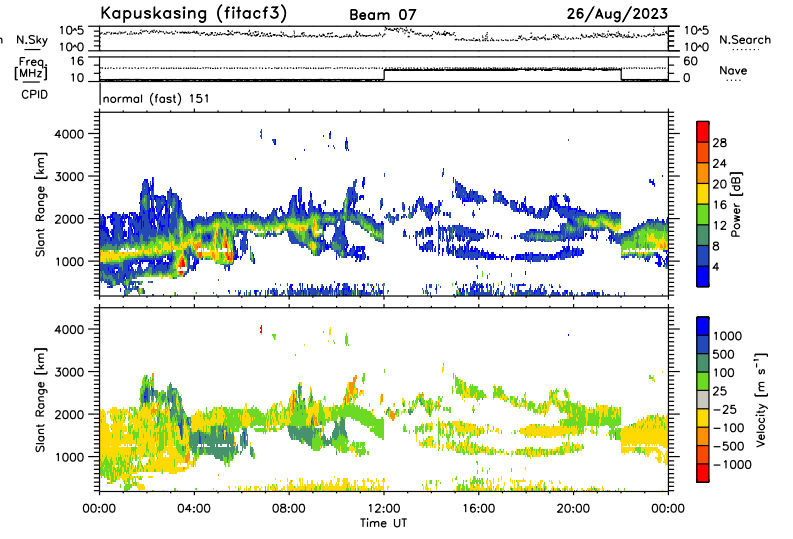 Kapuskasing (fitacf3) Beam 07 26/Aug/2023
n N.Sky 10^5 10^0 10^5 10^0 N.Search
Freq. [MHz] 16 10 60 0 Nave
CPID normal (fast) 151
Slant Range [km] 4000 3000 2000 1000
28 24 20 16 12 8 4 Power [dB]
Slant Range [km] 4000 3000 2000 1000
1000 500 100 25 -25 -100 -500 -1000 Velocity [m s⁻¹]
00:00 04:00 08:00 12:00 16:00 20:00 00:00
Time UT